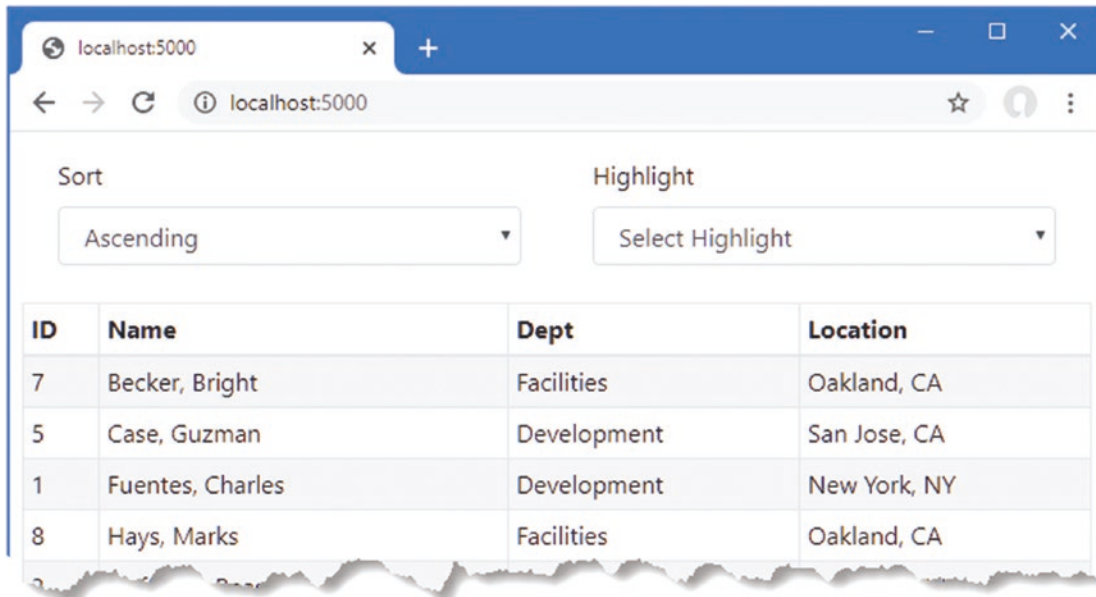 localhost:5000
localhost:5000
Sort
Highlight
Ascending
Select Highlight
ID Name Dept Location
7 Becker, Bright Facilities Oakland, CA
5 Case, Guzman Development San Jose, CA
1 Fuentes, Charles Development New York, NY
8 Hays, Marks Facilities Oakland, CA